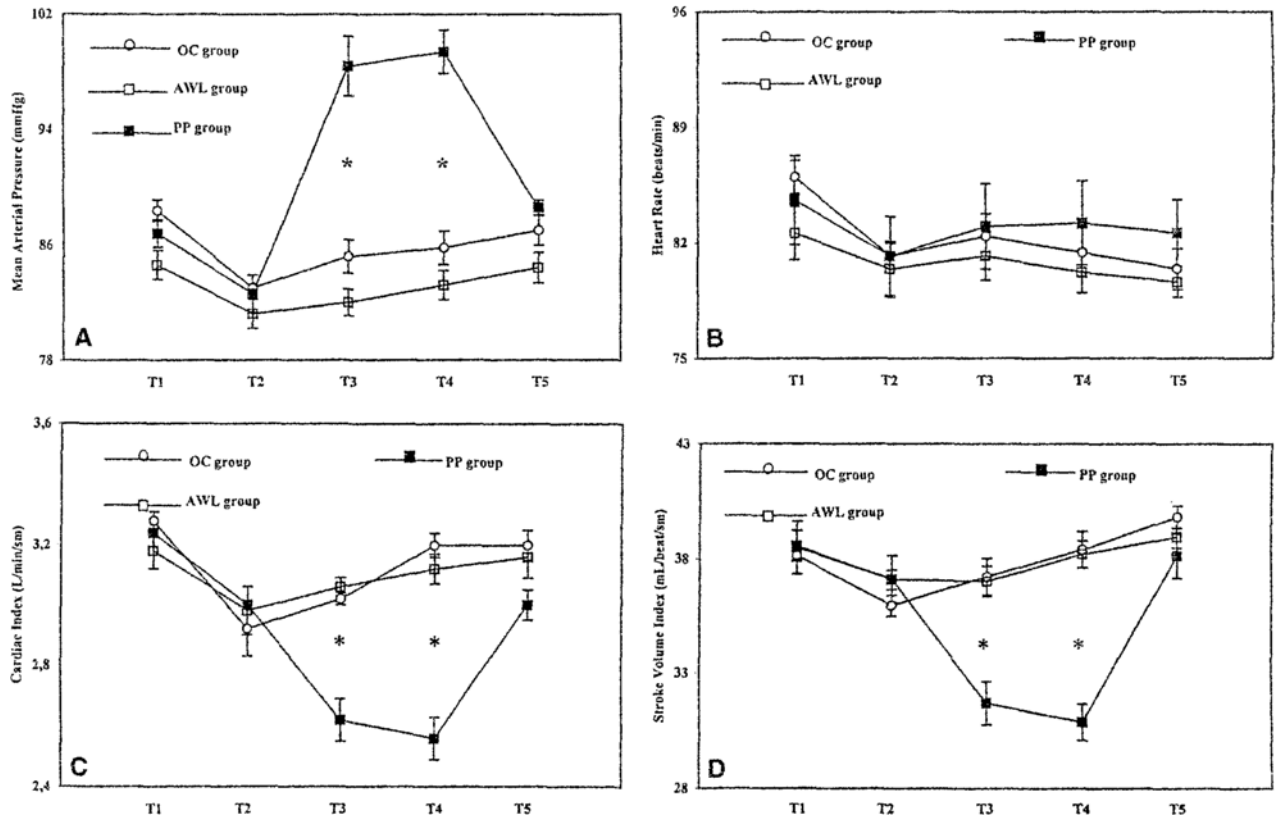 102
94
86
78
Mean Arterial Pressure (mmHg)
OC group
AWL group
PP group
*
*
A
T1 T2 T3 T4 T5
96
89
82
75
Heart Rate (beats/min)
OC group
PP group
AWL group
B
T1 T2 T3 T4 T5
3,6
3,2
2,8
2,4
Cardiac Index (L/min/sm)
OC group
PP group
AWL group
*
*
C
T1 T2 T3 T4 T5
43
38
33
28
Stroke Volume Index (mL/beat/sm)
OC group
PP group
AWL group
*
*
D
T1 T2 T3 T4 T5